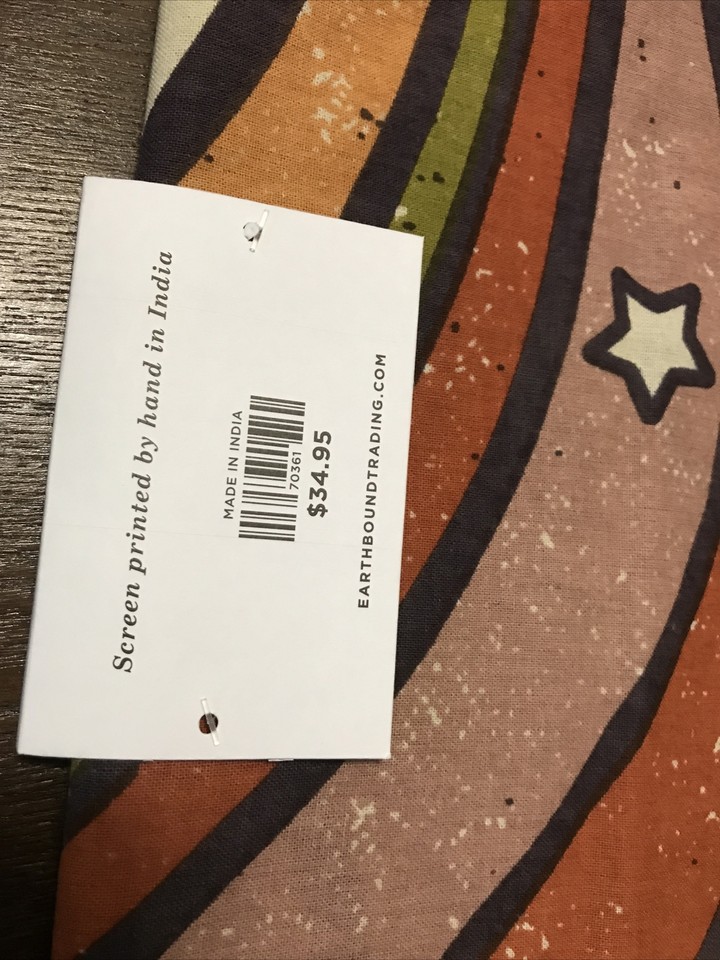 Screen printed by hand in India
MADE IN INDIA
70361
$34.95
EARTHBOUNDTRADING.COM